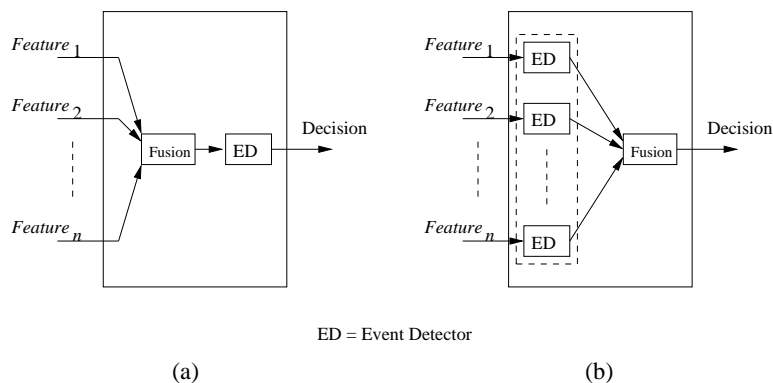 Feature 1
Feature 2
Feature n
Fusion
ED
Decision
(a)
Feature 1
Feature 2
Feature n
ED
ED
ED
Fusion
Decision
(b)
ED = Event Detector